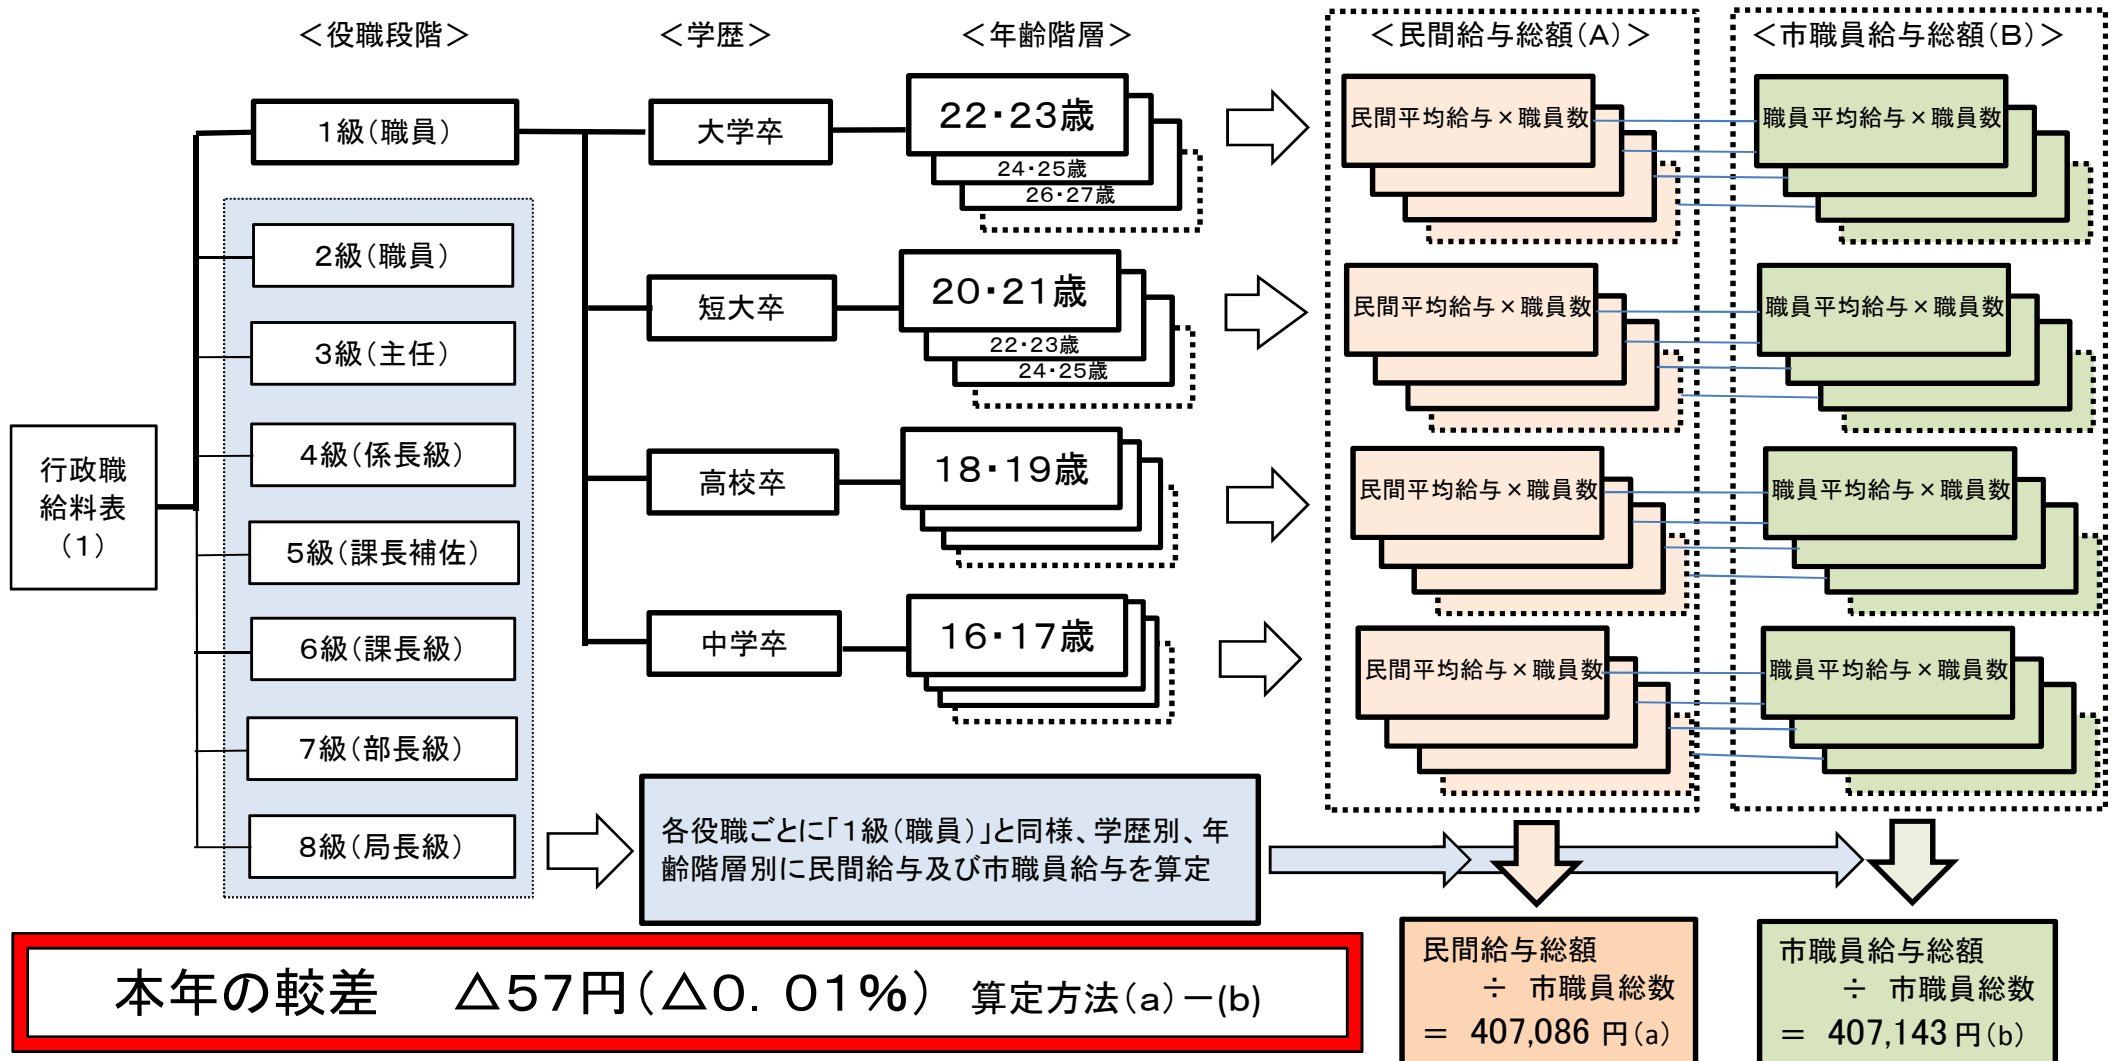 ＜役職段階＞
＜学歴＞
＜年齢階層＞
＜民間給与総額(A)＞
＜市職員給与総額(B)＞
行政職
給料表
(1)
1級(職員)
2級(職員)
3級(主任)
4級(係長級)
5級(課長補佐)
6級(課長級)
7級(部長級)
8級(局長級)
大学卒
22・23歳
24・25歳
26・27歳
民間平均給与×職員数
職員平均給与×職員数
短大卒
20・21歳
22・23歳
24・25歳
民間平均給与×職員数
職員平均給与×職員数
高校卒
18・19歳
民間平均給与×職員数
職員平均給与×職員数
中学卒
16・17歳
民間平均給与×職員数
職員平均給与×職員数
各役職ごとに「1級(職員)」と同様、学歴別、年
齢階層別に民間給与及び市職員給与を算定
民間給与総額
÷ 市職員総数
= 407,086 円(a)
市職員給与総額
÷ 市職員総数
= 407,143 円(b)
本年の較差 △57円(△0.01%) 算定方法(a)－(b)